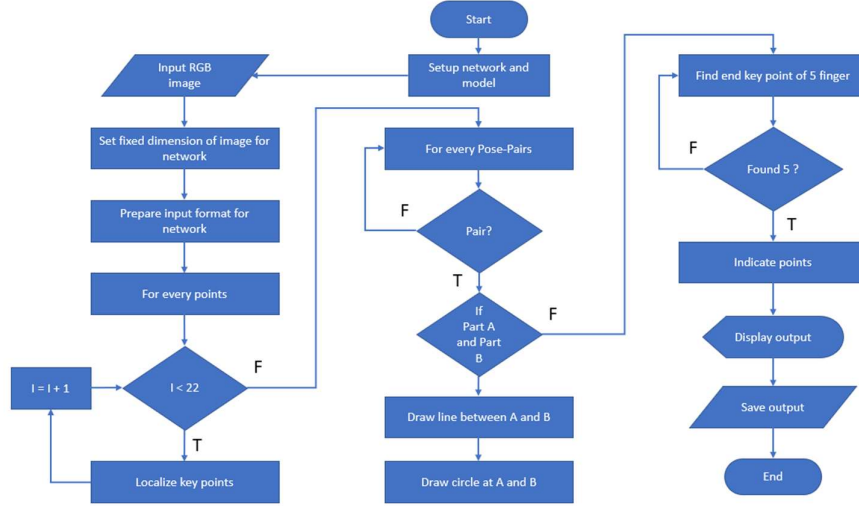 Start
Setup network and
model
Input RGB
image
Set fixed dimension of image for
network
Prepare input format for
network
For every points
I < 22
F
T
I = I + 1
Localize key points
For every Pose-Pairs
F
Pair?
T
If
Part A
and Part
B
F
Draw line between A and B
Draw circle at A and B
Find end key point of 5 finger
F
Found 5 ?
T
Indicate points
Display output
Save output
End